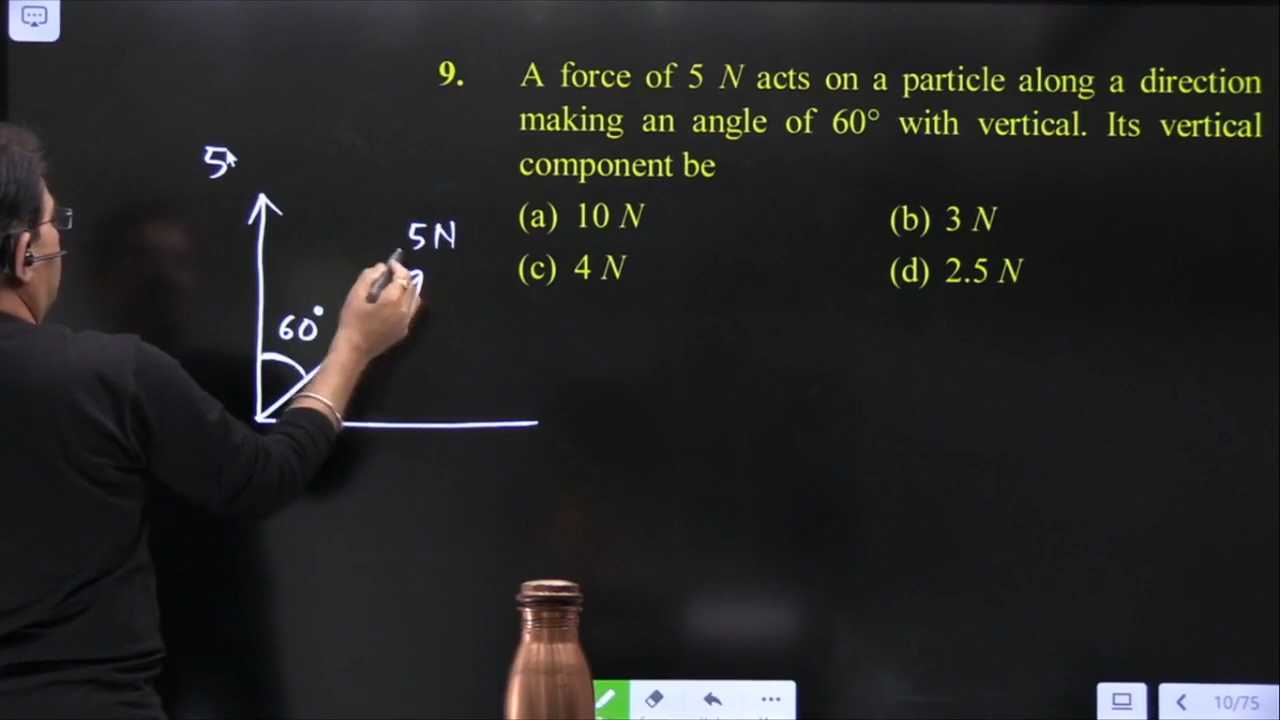 9. A force of 5 N acts on a particle along a direction
making an angle of 60° with vertical. Its vertical
component be
(a) 10 N (b) 3 N
(c) 4 N (d) 2.5 N
5
5N
60°
10/75